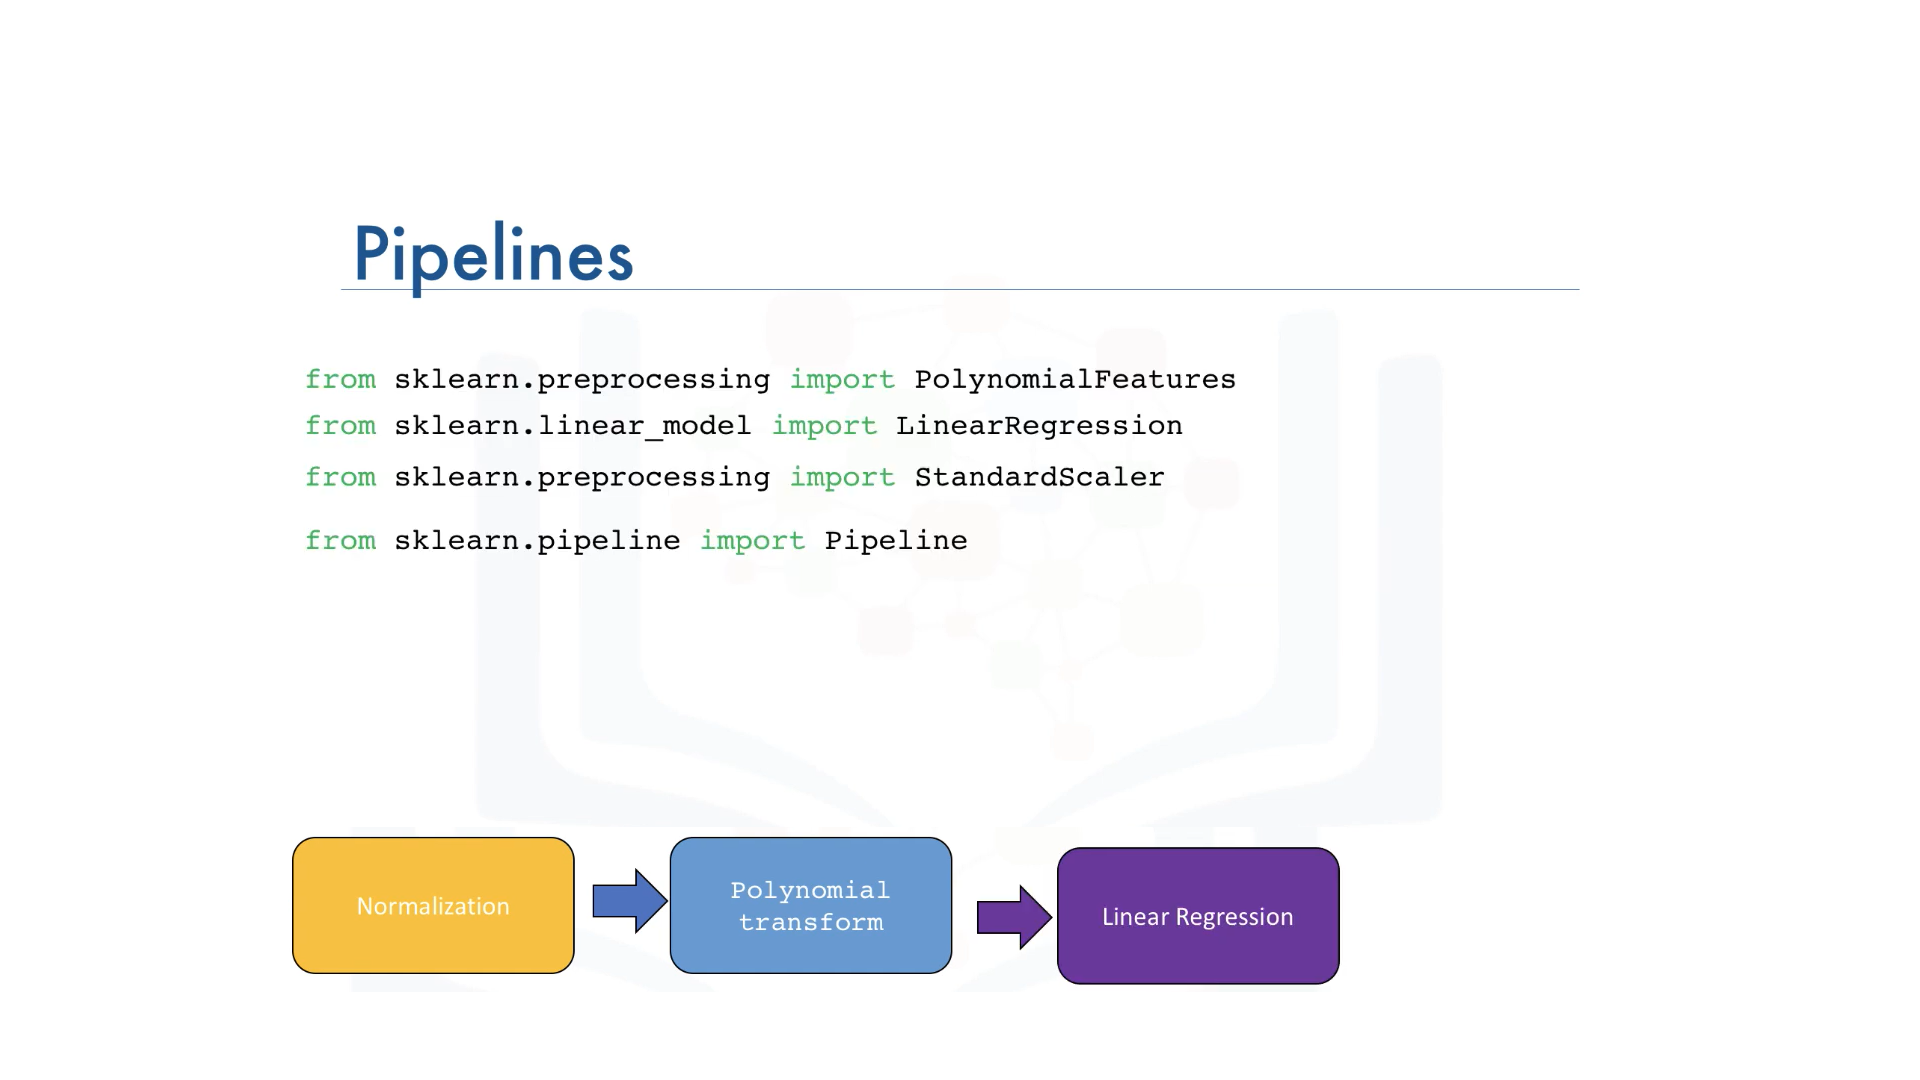 Pipelines
from sklearn.preprocessing import PolynomialFeatures
from sklearn.linear_model import LinearRegression
from sklearn.preprocessing import StandardScaler
from sklearn.pipeline import Pipeline
Normalization
Polynomial
transform
Linear Regression